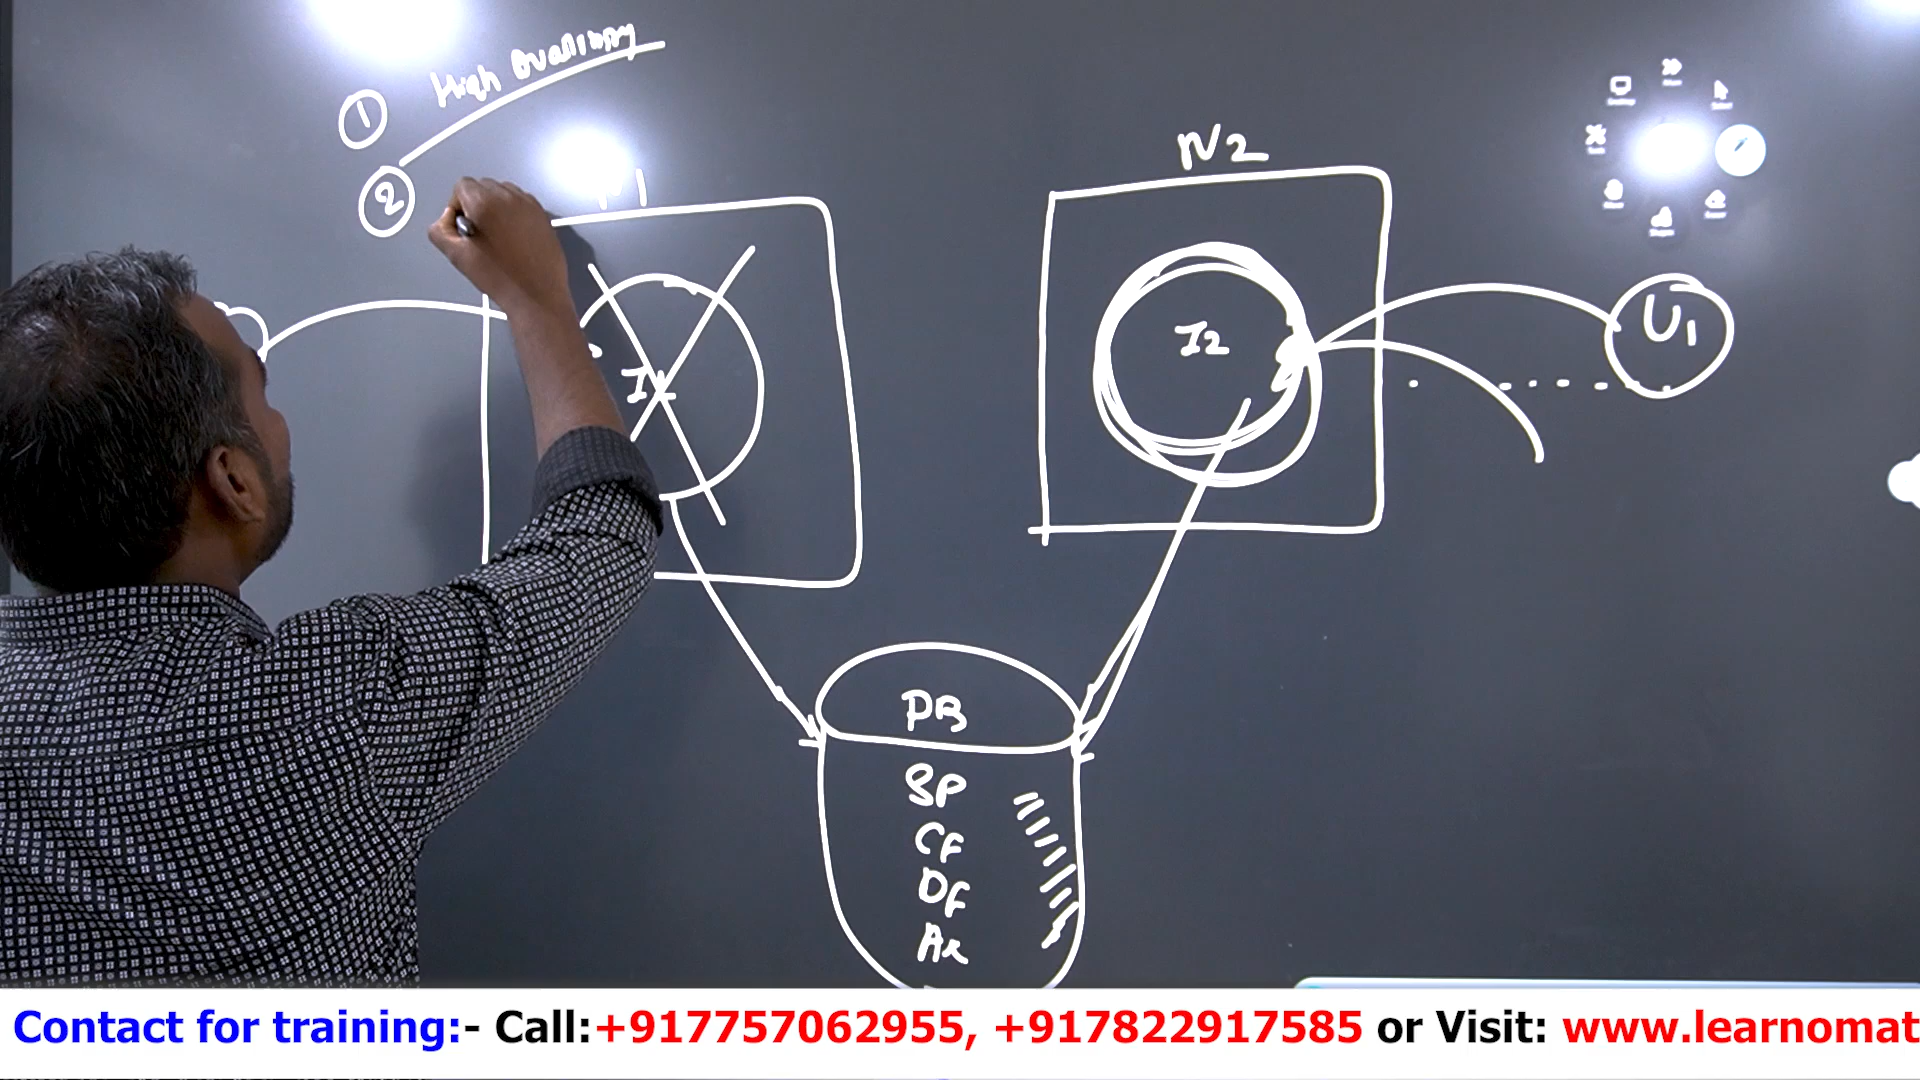 ① High availability
②
N1
N2
I
I2
U1
DB
SP
CF
DF
AR
Contact for training:- Call:+917757062955, +917822917585 or Visit: www.learnomat